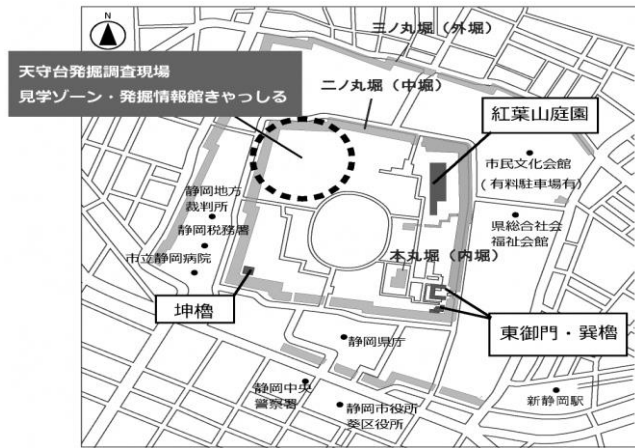 N
三ノ丸堀（外堀）
天守台発掘調査現場
見学ゾーン・発掘情報館きゃっしる
二ノ丸堀（中堀）
紅葉山庭園
市民文化会館
（有料駐車場有）
静岡地方
裁判所
静岡税務署
市立静岡病院
県総合社会
福祉会館
本丸堀（内堀）
坤櫓
東御門・巽櫓
静岡県庁
静岡中央
警察署
静岡市役所
葵区役所
新静岡駅